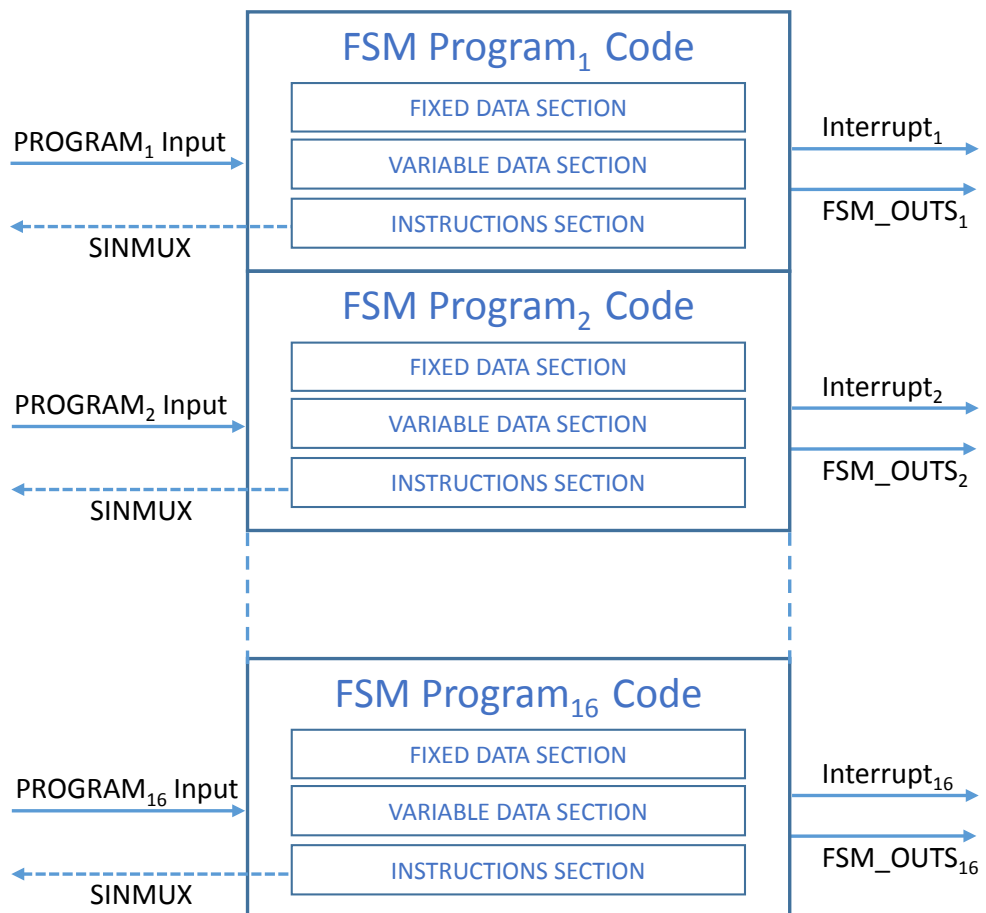 FSM Program₁ Code
FIXED DATA SECTION
PROGRAM₁ Input
Interrupt₁
VARIABLE DATA SECTION
FSM_OUTS₁
INSTRUCTIONS SECTION
SINMUX
FSM Program₂ Code
FIXED DATA SECTION
PROGRAM₂ Input
Interrupt₂
VARIABLE DATA SECTION
FSM_OUTS₂
INSTRUCTIONS SECTION
SINMUX
FSM Program₁₆ Code
FIXED DATA SECTION
PROGRAM₁₆ Input
Interrupt₁₆
VARIABLE DATA SECTION
FSM_OUTS₁₆
INSTRUCTIONS SECTION
SINMUX